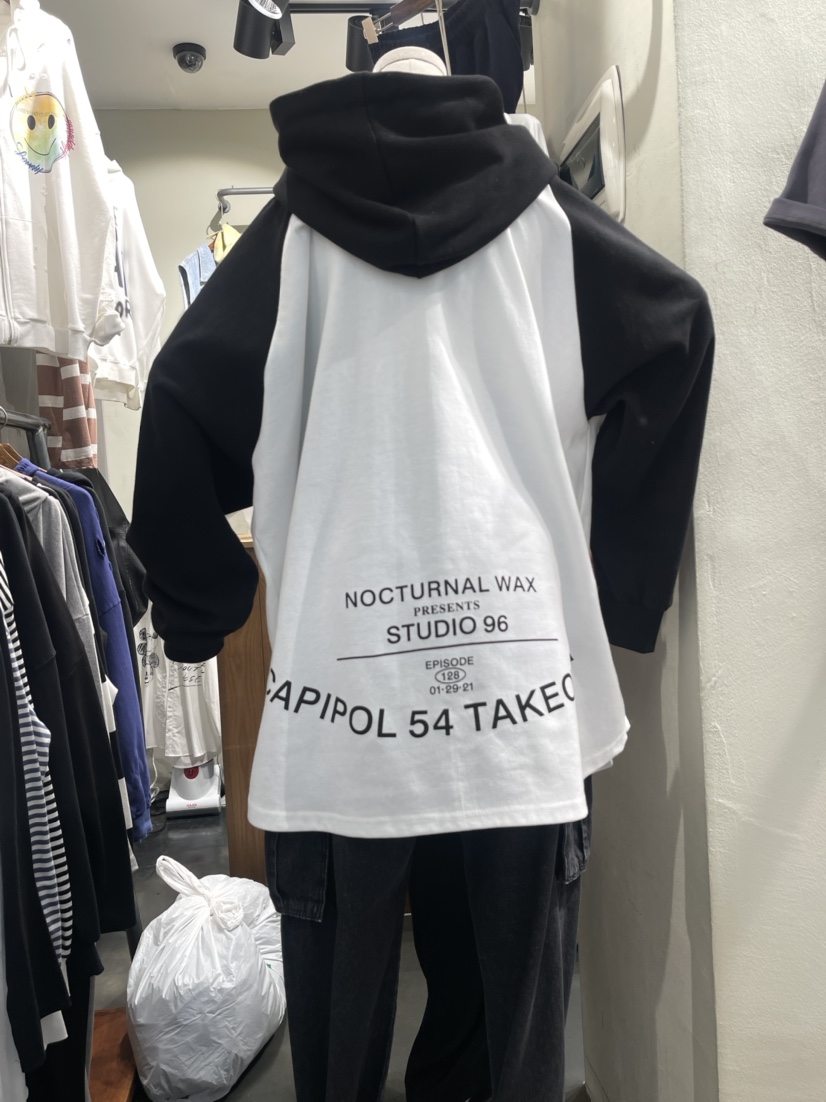 NOCTURNAL WAX
PRESENTS
STUDIO 96
EPISODE
128
01·29·21
CAPIPOL 54 TAKEO